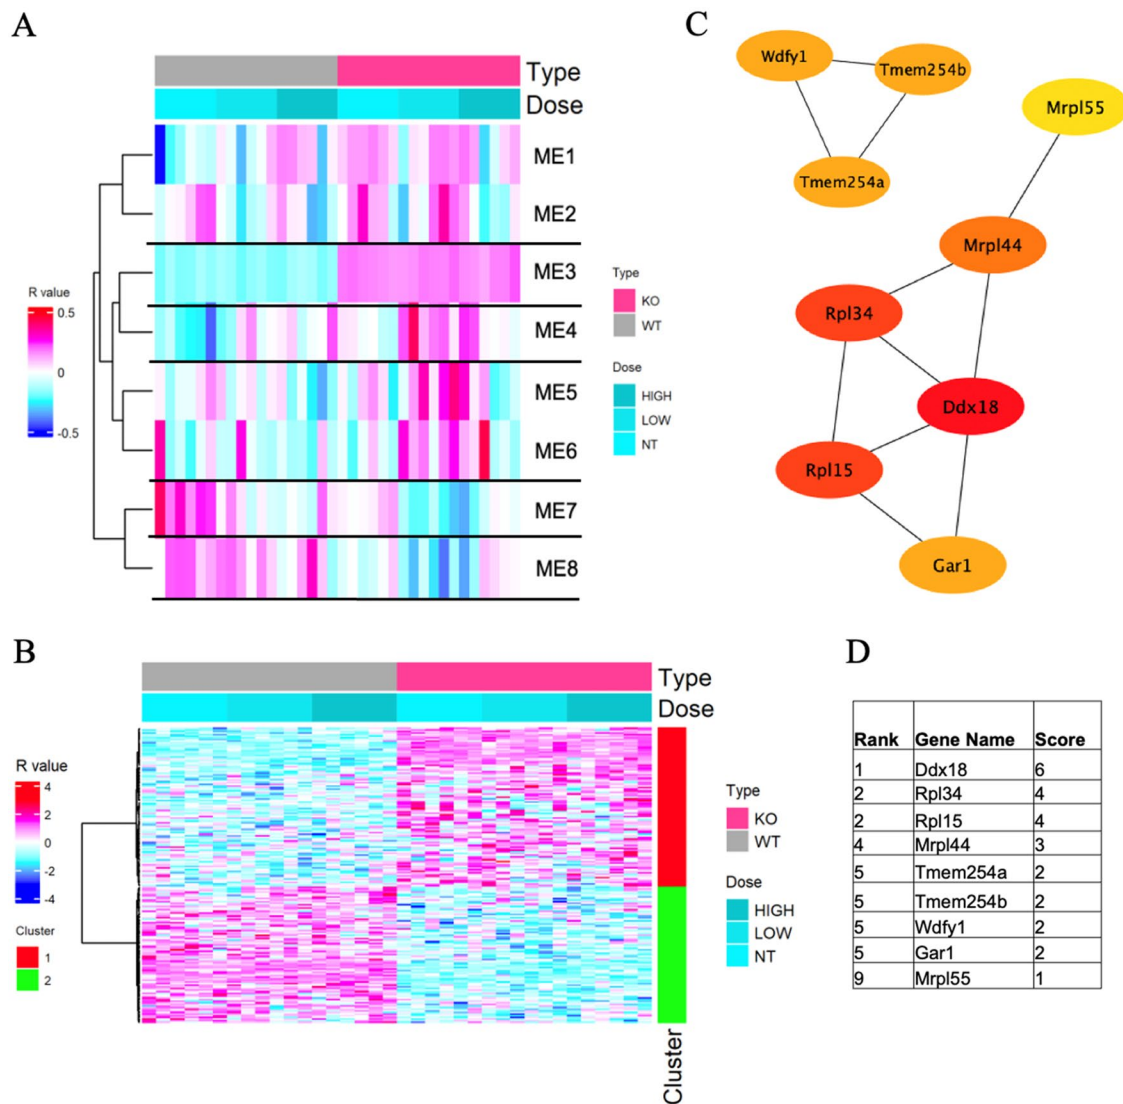 A
Type
Dose
ME1
ME2
ME3
ME4
ME5
ME6
ME7
ME8
R value
0.5
0
-0.5
Type
KO
WT
Dose
HIGH
LOW
NT
C
Wdfy1
Tmem254b
Tmem254a
Mrpl55
Mrpl44
Rpl34
Ddx18
Rpl15
Gar1
B
Type
Dose
R value
4
2
0
-2
-4
Cluster
1
2
Cluster
Type
KO
WT
Dose
HIGH
LOW
NT
D
Rank Gene Name Score
1 Ddx18 6
2 Rpl34 4
2 Rpl15 4
4 Mrpl44 3
5 Tmem254a 2
5 Tmem254b 2
5 Wdfy1 2
5 Gar1 2
9 Mrpl55 1